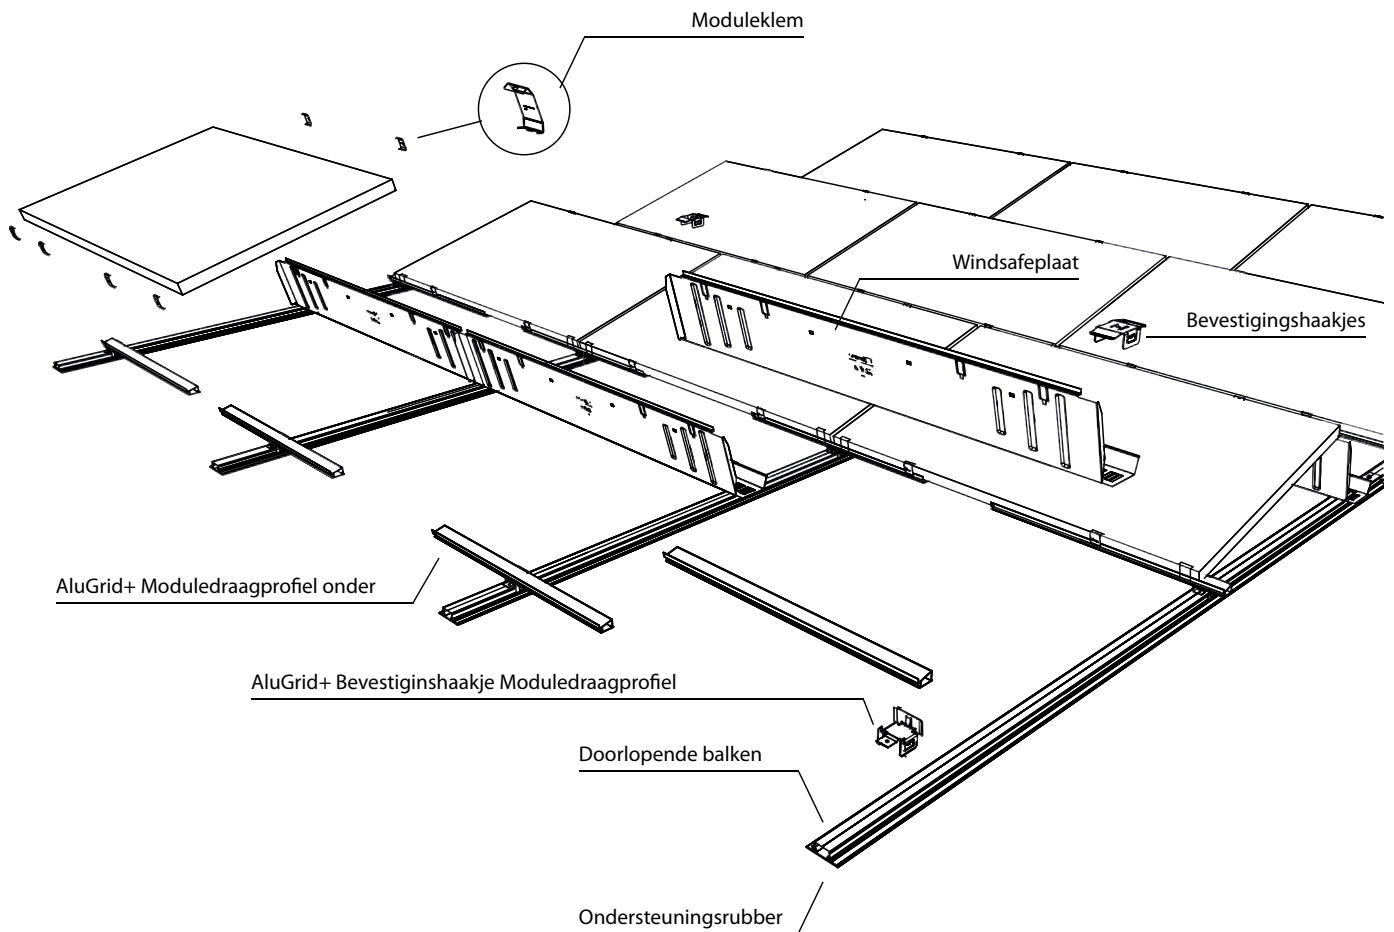 Moduleklem
Windsafeplaat
Bevestigingshaakjes
AluGrid+ Moduledraagprofiel onder
AluGrid+ Bevestiginshaakje Moduledraagprofiel
Doorlopende balken
Ondersteuningsrubber